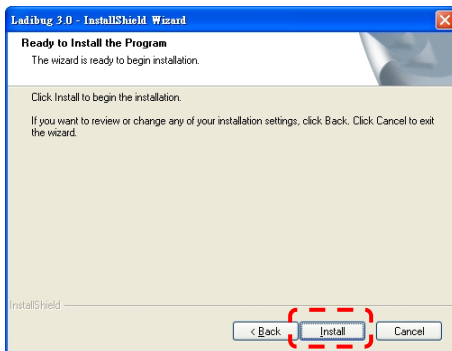 Ladibug 3.0 - InstallShield Wizard
Ready to Install the Program
The wizard is ready to begin installation.
Click Install to begin the installation.
If you want to review or change any of your installation settings, click Back. Click Cancel to exit
the wizard.
InstallShield
< Back Install Cancel